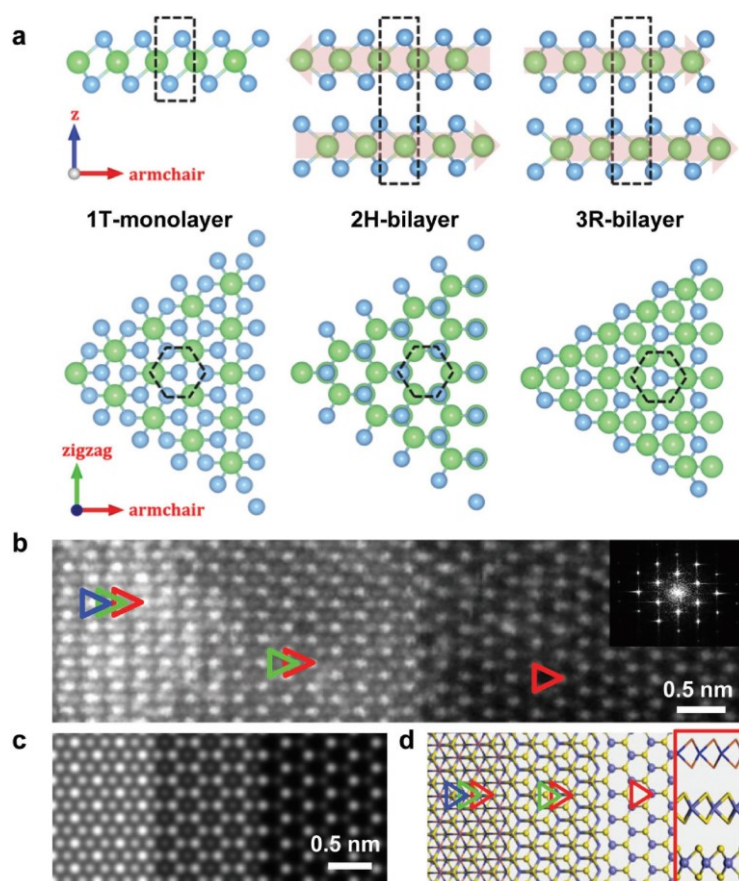 a
z
armchair
1T-monolayer
2H-bilayer
3R-bilayer
zigzag
armchair
b
0.5 nm
c
0.5 nm
d